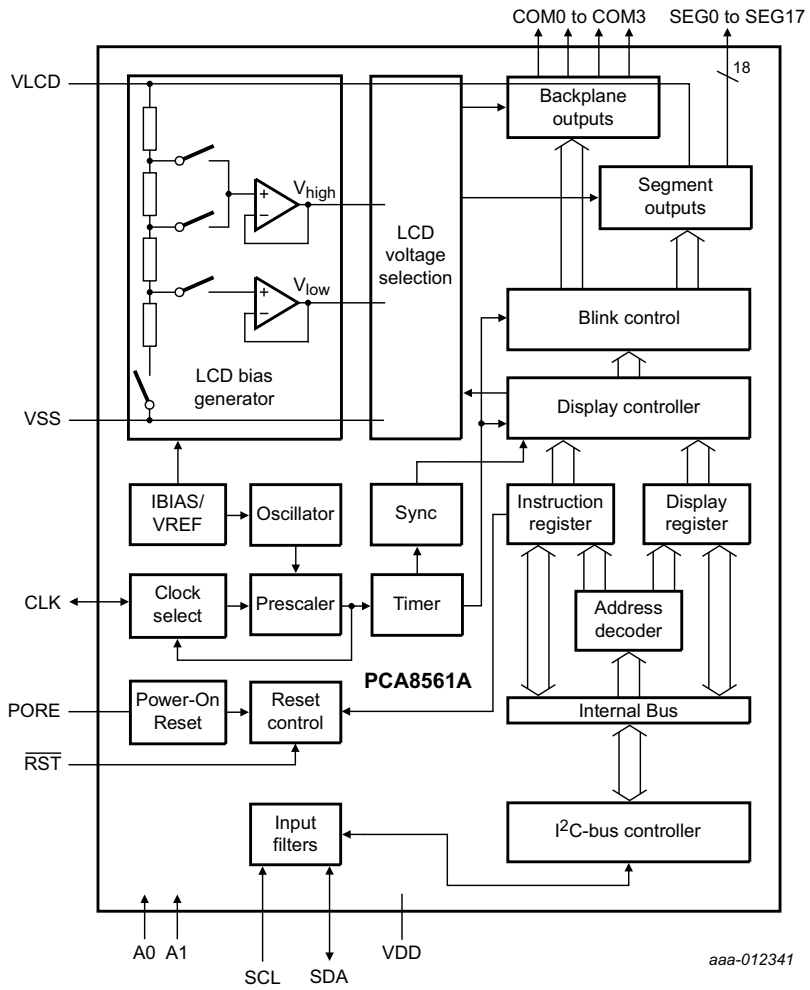 COM0 to COM3
SEG0 to SEG17
18
VLCD
Backplane
outputs
Vhigh
Segment
outputs
LCD
voltage
selection
Vlow
Blink control
LCD bias
generator
Display controller
VSS
IBIAS/
VREF
Oscillator
Sync
Instruction
register
Display
register
CLK
Clock
select
Prescaler
Timer
Address
decoder
PCA8561A
PORE
Power-On
Reset
Reset
control
Internal Bus
RST
Input
filters
I2C-bus controller
A0
A1
SCL
SDA
VDD
aaa-012341